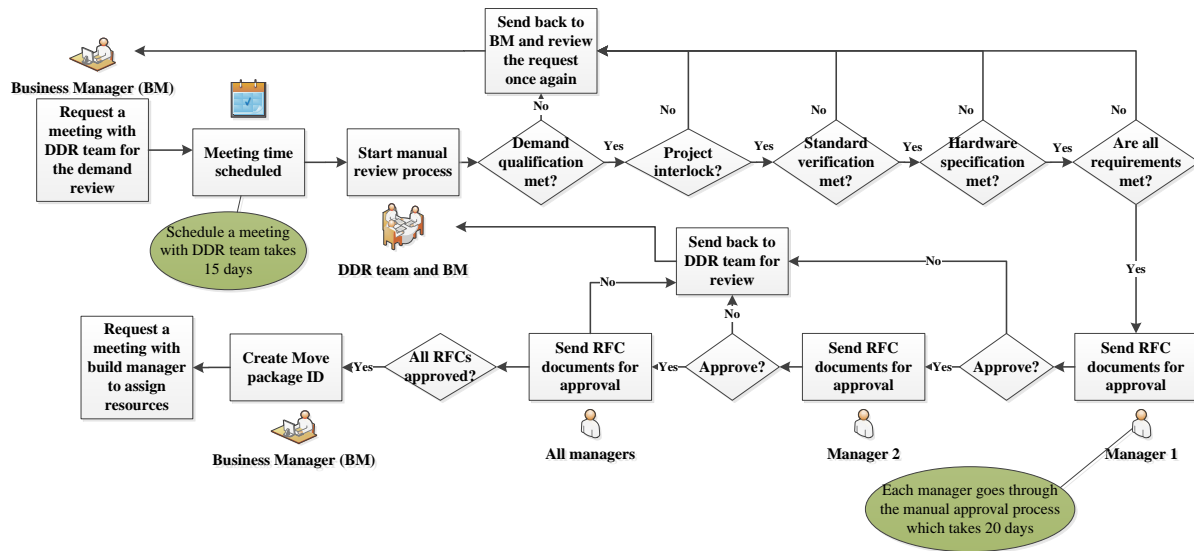 Send back to
BM and review
the request
once again
Business Manager (BM)
Request a
meeting with
DDR team for
the demand
review
Meeting time
scheduled
Start manual
review process
No
Demand
qualification
met?
Yes
No
Project
interlock?
Yes
No
Standard
verification
met?
Yes
No
Hardware
specification
met?
Yes
No
Are all
requirements
met?
Schedule a meeting
with DDR team takes
15 days
DDR team and BM
Send back to
DDR team for
review
No
No
No
Yes
Request a
meeting with
build manager
to assign
resources
Create Move
package ID
Yes
All RFCs
approved?
Send RFC
documents for
approval
Yes
Approve?
Send RFC
documents for
approval
Yes
Approve?
Send RFC
documents for
approval
Business Manager (BM)
All managers
Manager 2
Manager 1
Each manager goes through
the manual approval process
which takes 20 days